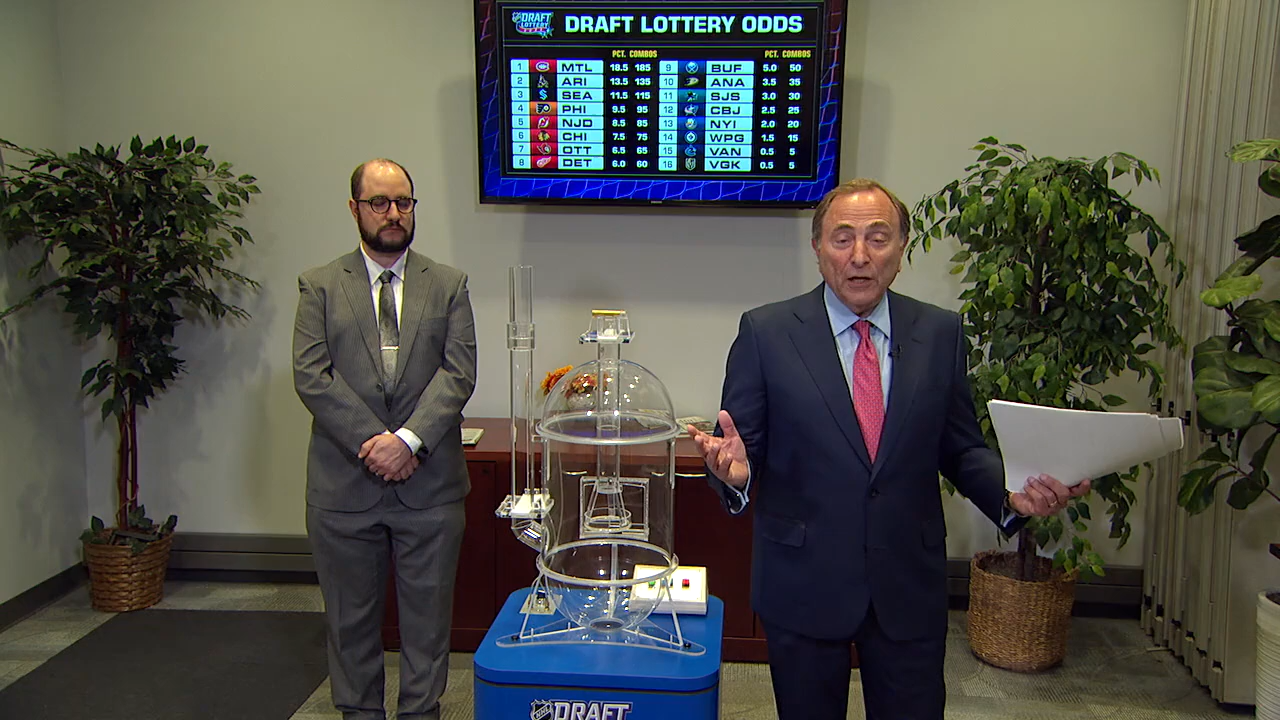 DRAFT LOTTERY DRAFT LOTTERY ODDS
PCT. COMBOS PCT. COMBOS
1 MTL 18.5 185 9 BUF 5.0 50
2 ARI 13.5 135 10 ANA 3.5 35
3 SEA 11.5 115 11 SJS 3.0 30
4 PHI 9.5 95 12 CBJ 2.5 25
5 NJD 8.5 85 13 NYI 2.0 20
6 CHI 7.5 75 14 WPG 1.5 15
7 OTT 6.5 65 15 VAN 0.5 5
8 DET 6.0 60 16 VGK 0.5 5
NHL DRAFT